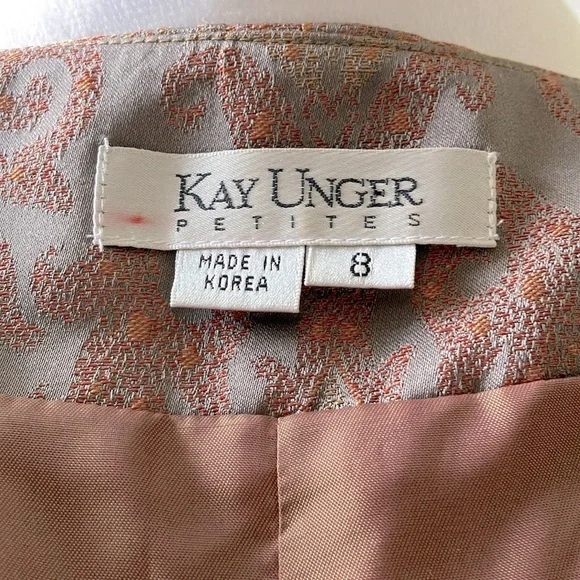 KAY UNGER
PETITES
MADE IN
KOREA
8